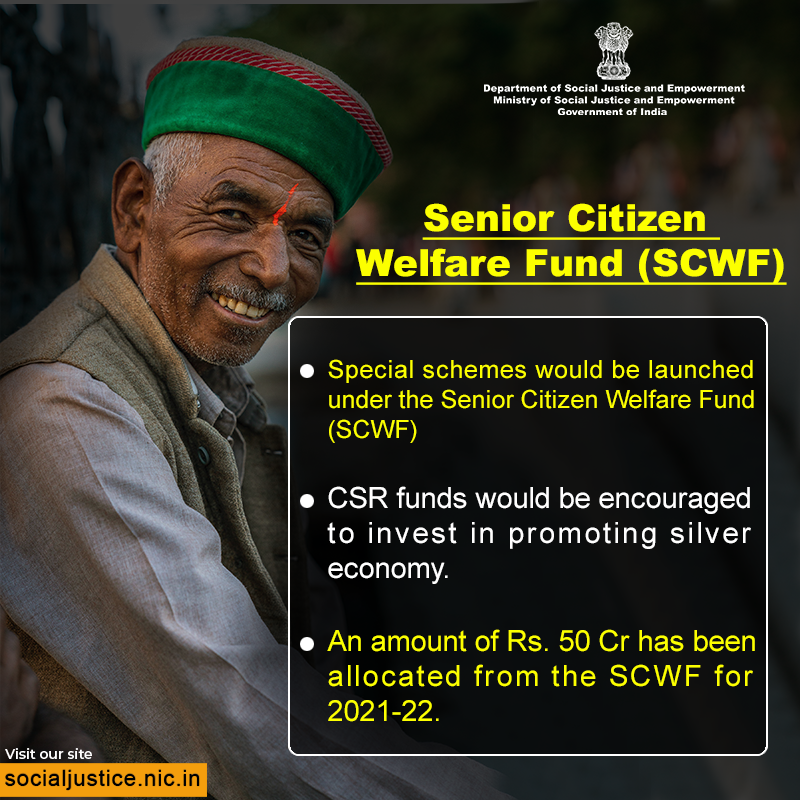 Department of Social Justice and Empowerment
Ministry of Social Justice and Empowerment
Government of India
Senior Citizen
Welfare Fund (SCWF)
Special schemes would be launched
under the Senior Citizen Welfare Fund
(SCWF)
CSR funds would be encouraged
to invest in promoting silver
economy.
An amount of Rs. 50 Cr has been
allocated from the SCWF for
2021-22.
Visit our site
socialjustice.nic.in